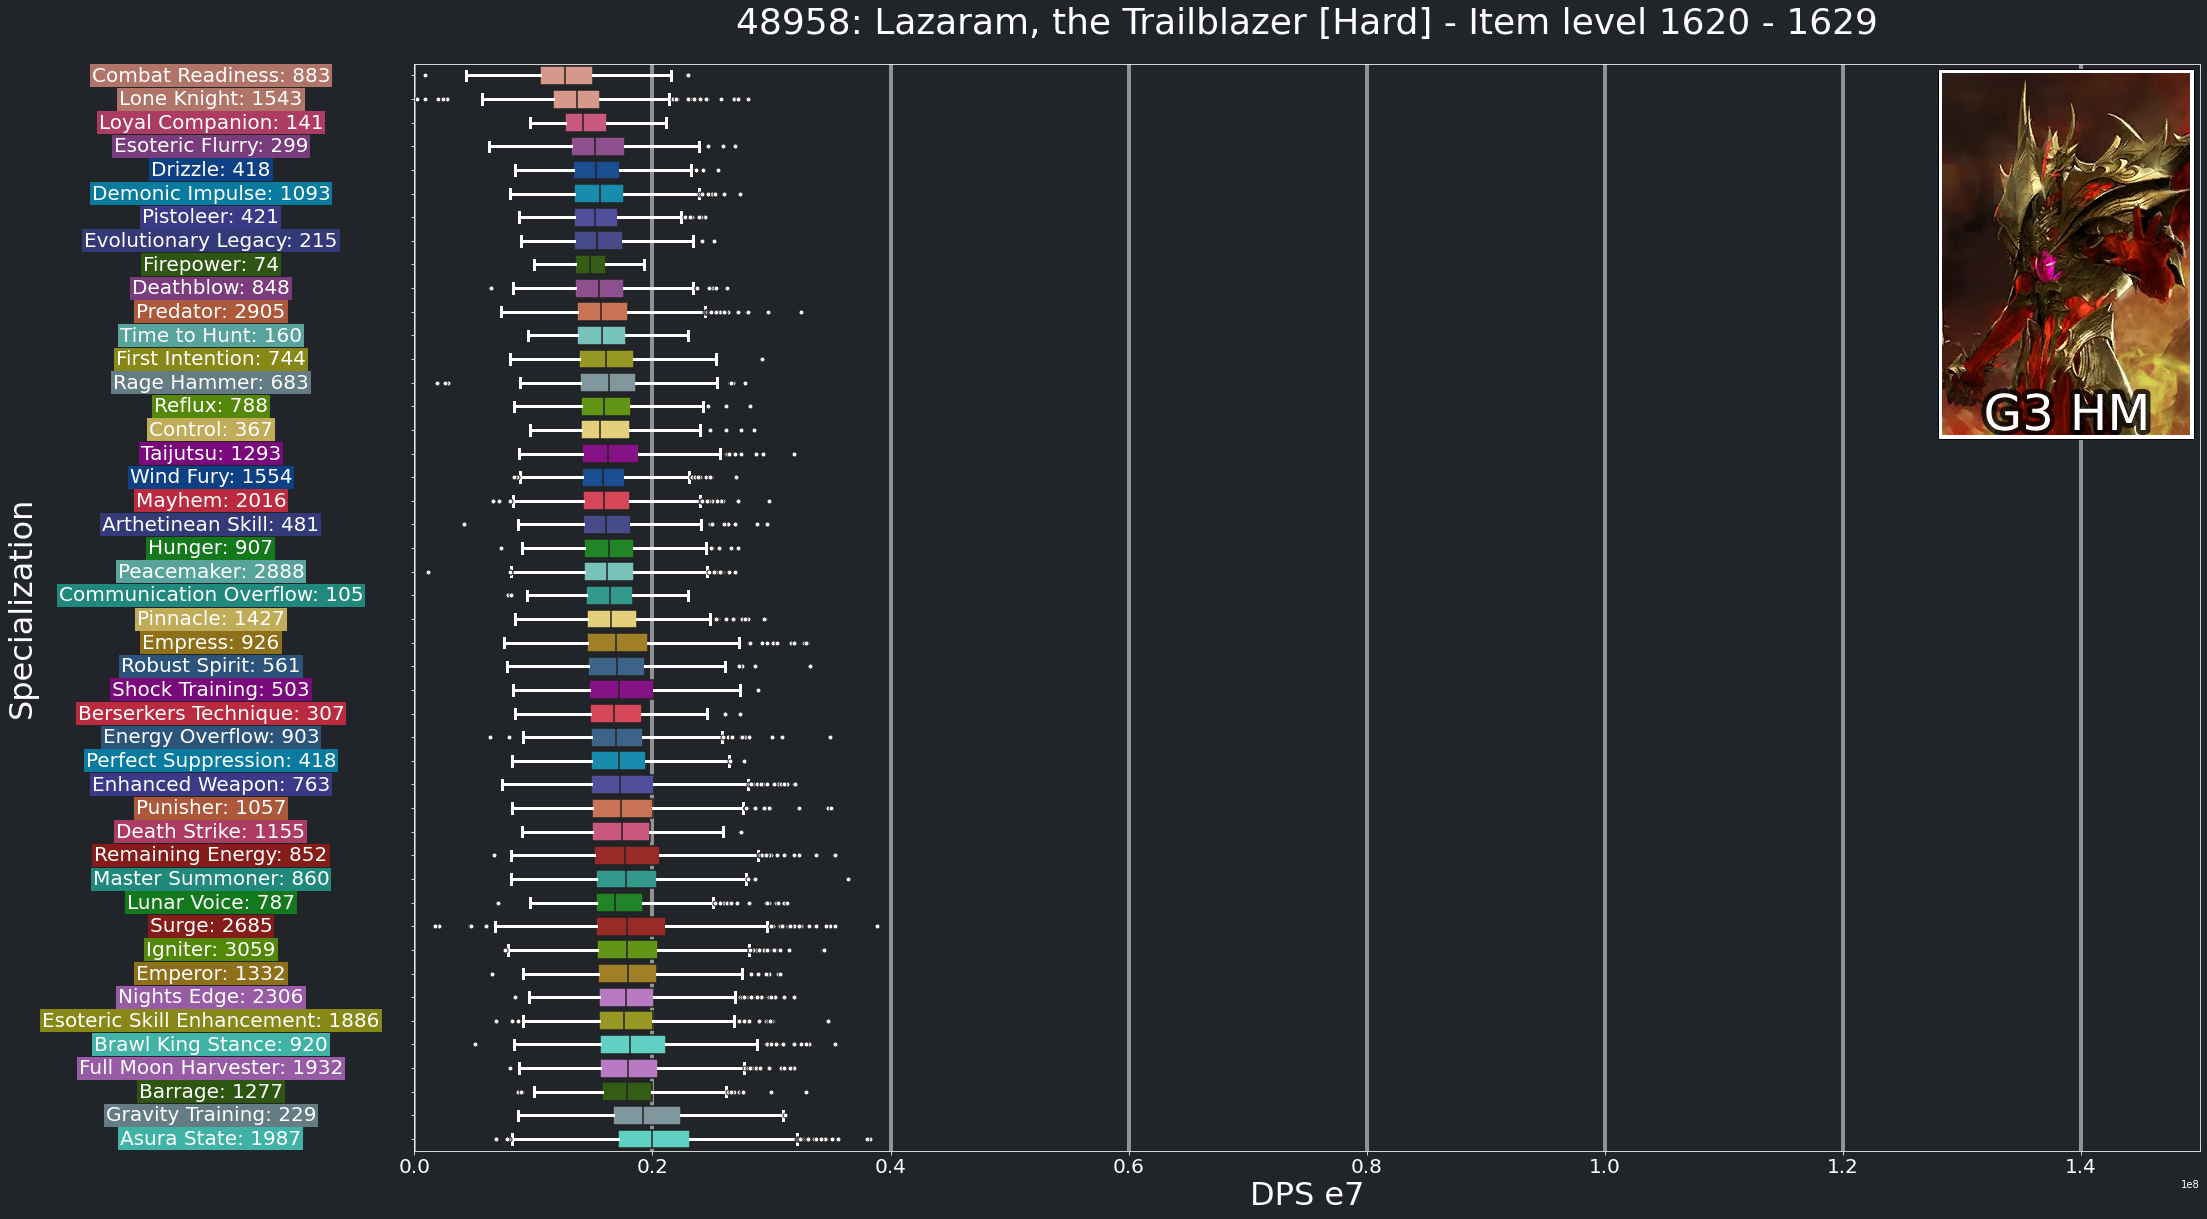 48958: Lazaram, the Trailblazer [Hard] - Item level 1620 - 1629
Combat Readiness: 883
Lone Knight: 1543
Loyal Companion: 141
Esoteric Flurry: 299
Drizzle: 418
Demonic Impulse: 1093
Pistoleer: 421
Evolutionary Legacy: 215
Firepower: 74
Deathblow: 848
Predator: 2905
Time to Hunt: 160
First Intention: 744
Rage Hammer: 683
Reflux: 788
Control: 367
Taijutsu: 1293
Wind Fury: 1554
Mayhem: 2016
Arthetinean Skill: 481
Hunger: 907
Peacemaker: 2888
Communication Overflow: 105
Pinnacle: 1427
Empress: 926
Robust Spirit: 561
Shock Training: 503
Berserkers Technique: 307
Energy Overflow: 903
Perfect Suppression: 418
Enhanced Weapon: 763
Punisher: 1057
Death Strike: 1155
Remaining Energy: 852
Master Summoner: 860
Lunar Voice: 787
Surge: 2685
Igniter: 3059
Emperor: 1332
Nights Edge: 2306
Esoteric Skill Enhancement: 1886
Brawl King Stance: 920
Full Moon Harvester: 1932
Barrage: 1277
Gravity Training: 229
Asura State: 1987
Specialization
G3 HM
0.0 0.2 0.4 0.6 0.8 1.0 1.2 1.4
DPS e7
1e8